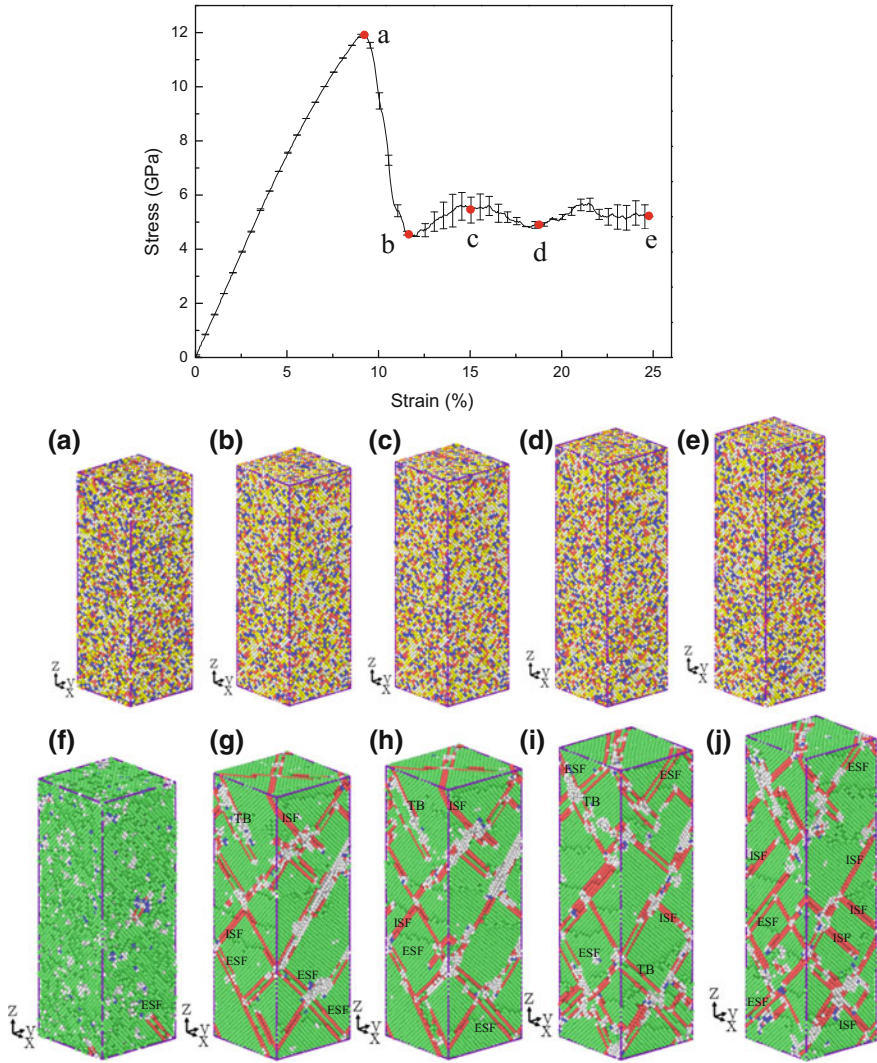 12
10
8
6
4
2
0
Stress (GPa)
a
b
c
d
e
0
5
10
15
20
25
Strain (%)
(a)
(b)
(c)
(d)
(e)
Z
Y
X
Z
Y
X
Z
Y
X
Z
Y
X
Z
Y
X
(f)
(g)
(h)
(i)
(j)
ESF
Z
Y
X
TB
ISF
ISF
ESF
ESF
ESF
Z
Y
X
TB
ISF
ISF
ESF
ESF
Z
Y
X
ESF
ESF
TB
ISF
ISF
ESF
TB
Z
Y
X
ESF
ISF
ISF
ISF
ESF
ISF
ESF
ISF
Z
Y
X